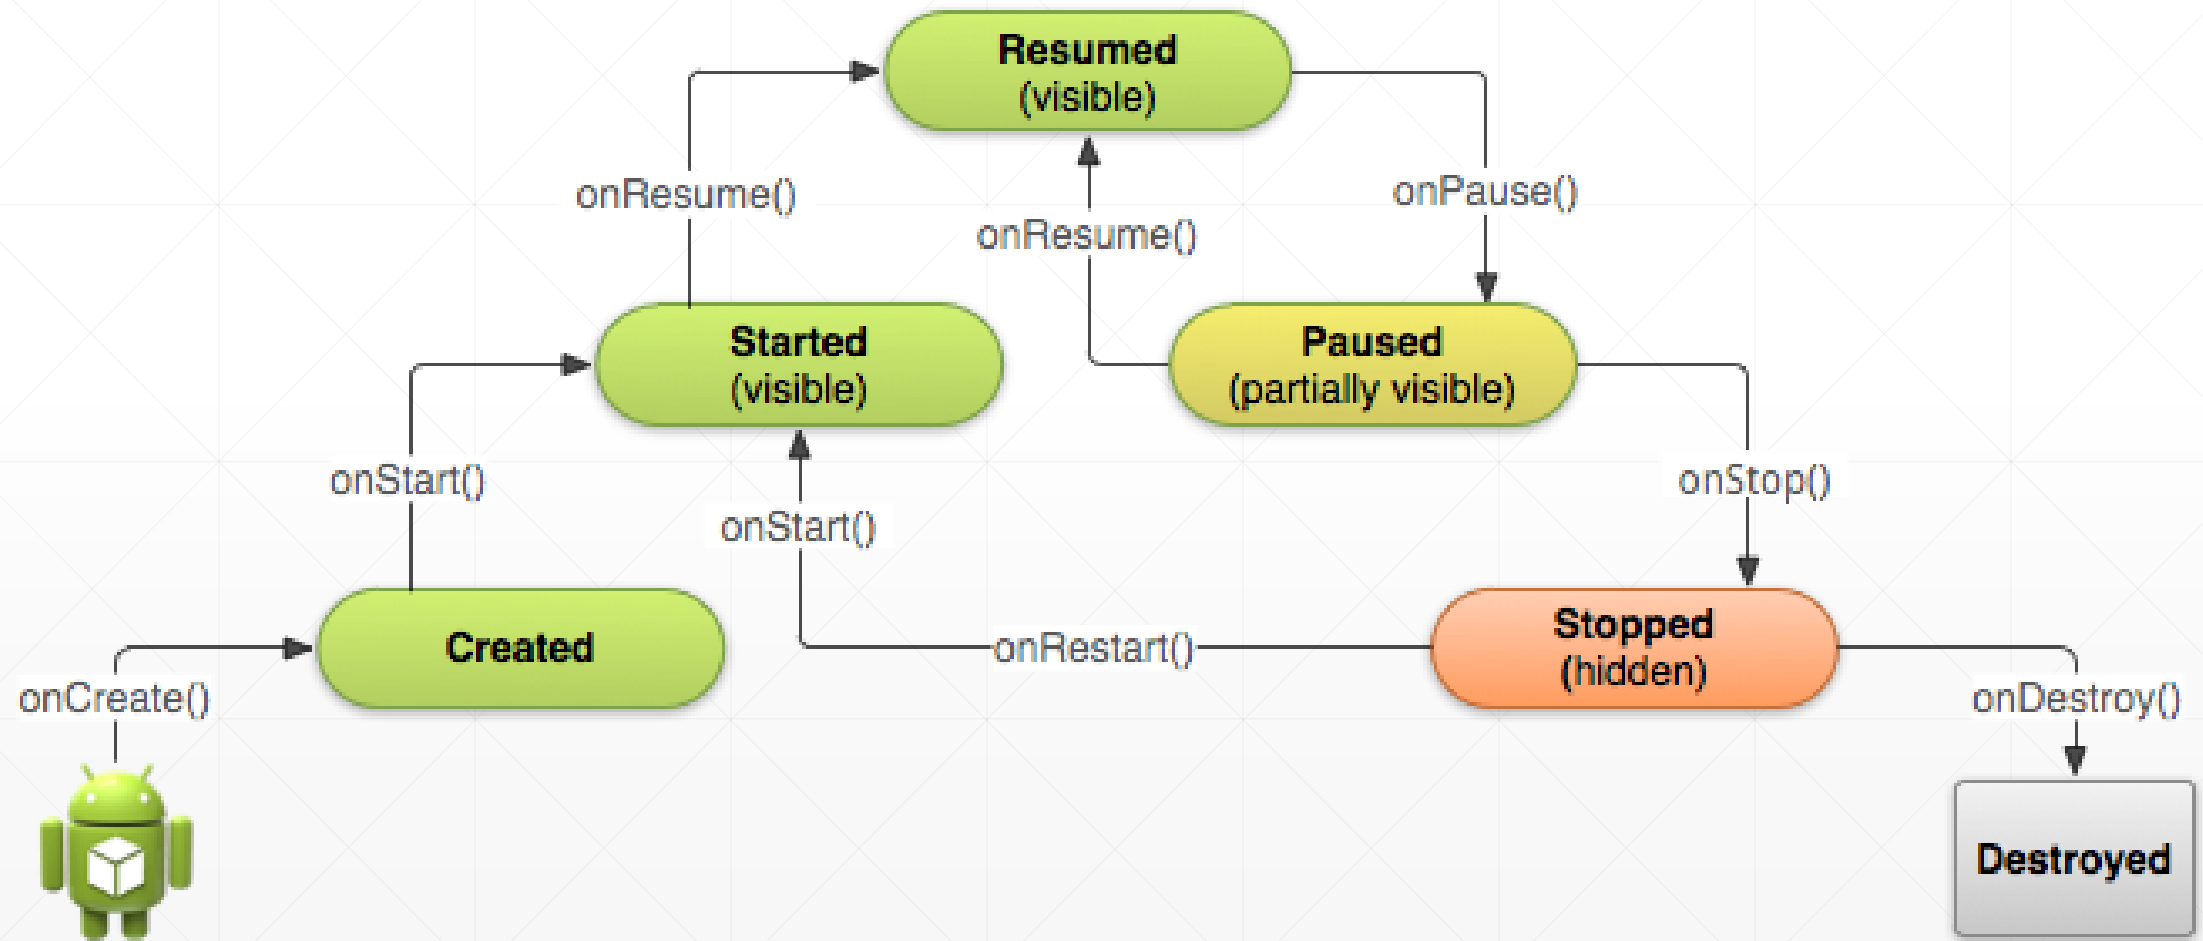 Resumed
(visible)
onResume()
onPause()
onResume()
Started
(visible)
Paused
(partially visible)
onStart()
onStop()
onStart()
Created
onRestart()
Stopped
(hidden)
onCreate()
onDestroy()
Destroyed